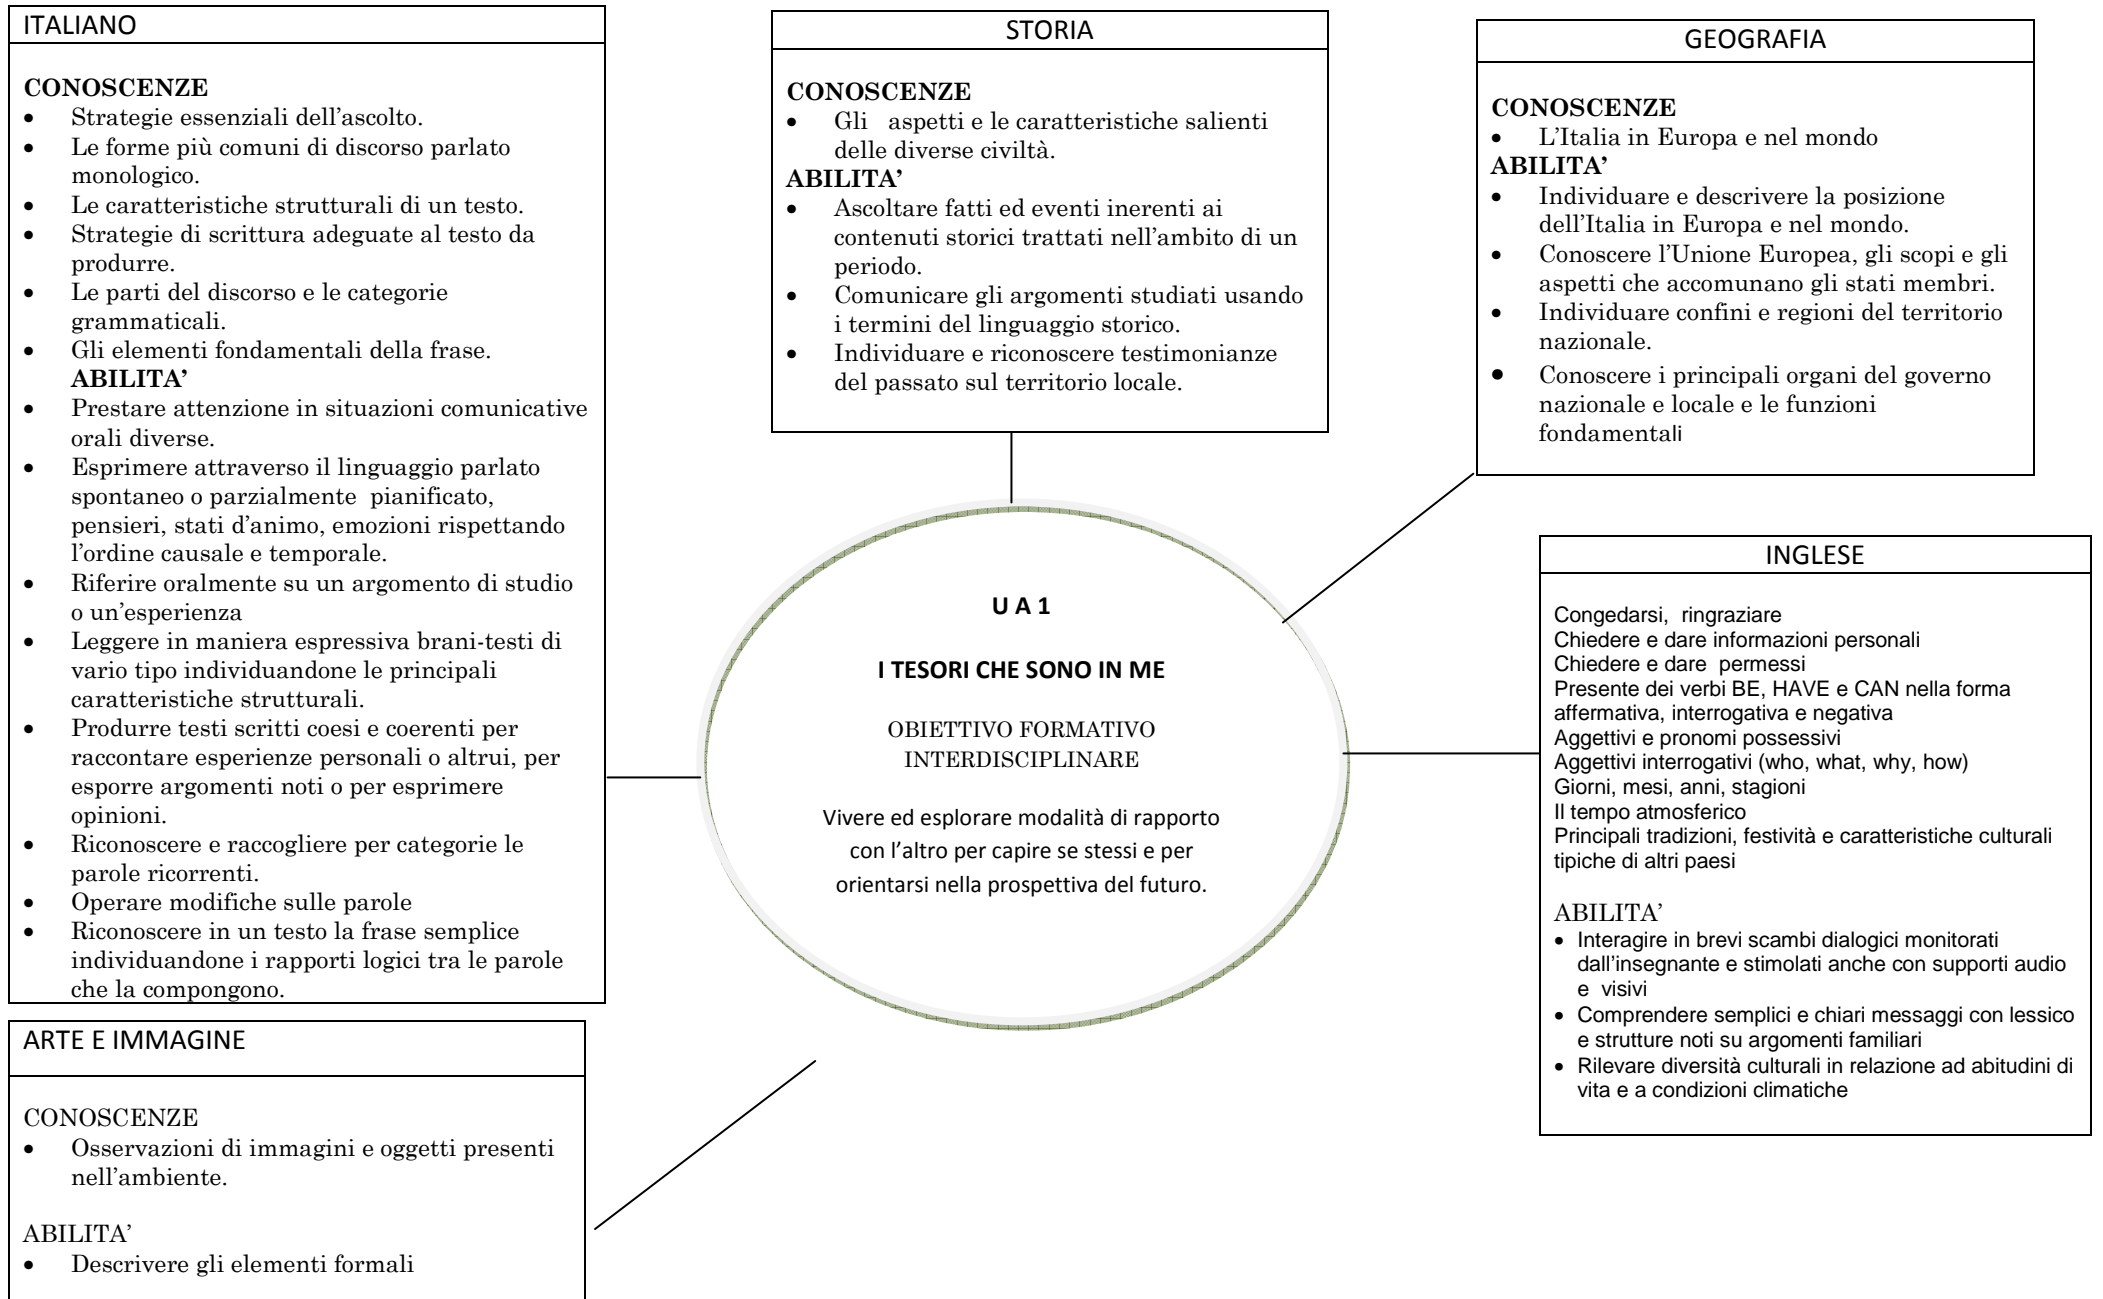 ITALIANO
CONOSCENZE
• Strategie essenziali dell’ascolto.
• Le forme più comuni di discorso parlato
monologico.
• Le caratteristiche strutturali di un testo.
• Strategie di scrittura adeguate al testo da
produrre.
• Le parti del discorso e le categorie
grammaticali.
• Gli elementi fondamentali della frase.
ABILITA’
• Prestare attenzione in situazioni comunicative
orali diverse.
• Esprimere attraverso il linguaggio parlato
spontaneo o parzialmente pianificato,
pensieri, stati d’animo, emozioni rispettando
l’ordine causale e temporale.
• Riferire oralmente su un argomento di studio
o un’esperienza
• Leggere in maniera espressiva brani-testi di
vario tipo individuandone le principali
caratteristiche strutturali.
• Produrre testi scritti coesi e coerenti per
raccontare esperienze personali o altrui, per
esporre argomenti noti o per esprimere
opinioni.
• Riconoscere e raccogliere per categorie le
parole ricorrenti.
• Operare modifiche sulle parole
• Riconoscere in un testo la frase semplice
individuandone i rapporti logici tra le parole
che la compongono.
STORIA
CONOSCENZE
• Gli aspetti e le caratteristiche salienti
delle diverse civiltà.
ABILITA’
• Ascoltare fatti ed eventi inerenti ai
contenuti storici trattati nell’ambito di un
periodo.
• Comunicare gli argomenti studiati usando
i termini del linguaggio storico.
• Individuare e riconoscere testimonianze
del passato sul territorio locale.
GEOGRAFIA
CONOSCENZE
• L’Italia in Europa e nel mondo
ABILITA’
• Individuare e descrivere la posizione
dell’Italia in Europa e nel mondo.
• Conoscere l’Unione Europea, gli scopi e gli
aspetti che accomunano gli stati membri.
• Individuare confini e regioni del territorio
nazionale.
• Conoscere i principali organi del governo
nazionale e locale e le funzioni
fondamentali
U A 1
I TESORI CHE SONO IN ME
OBIETTIVO FORMATIVO
INTERDISCIPLINARE
Vivere ed esplorare modalità di rapporto
con l’altro per capire se stessi e per
orientarsi nella prospettiva del futuro.
INGLESE
Congedarsi, ringraziare
Chiedere e dare informazioni personali
Chiedere e dare permessi
Presente dei verbi BE, HAVE e CAN nella forma
affermativa, interrogativa e negativa
Aggettivi e pronomi possessivi
Aggettivi interrogativi (who, what, why, how)
Giorni, mesi, anni, stagioni
Il tempo atmosferico
Principali tradizioni, festività e caratteristiche culturali
tipiche di altri paesi
ABILITA’
• Interagire in brevi scambi dialogici monitorati
dall’insegnante e stimolati anche con supporti audio
e visivi
• Comprendere semplici e chiari messaggi con lessico
e strutture noti su argomenti familiari
• Rilevare diversità culturali in relazione ad abitudini di
vita e a condizioni climatiche
ARTE E IMMAGINE
CONOSCENZE
• Osservazioni di immagini e oggetti presenti
nell’ambiente.
ABILITA’
• Descrivere gli elementi formali